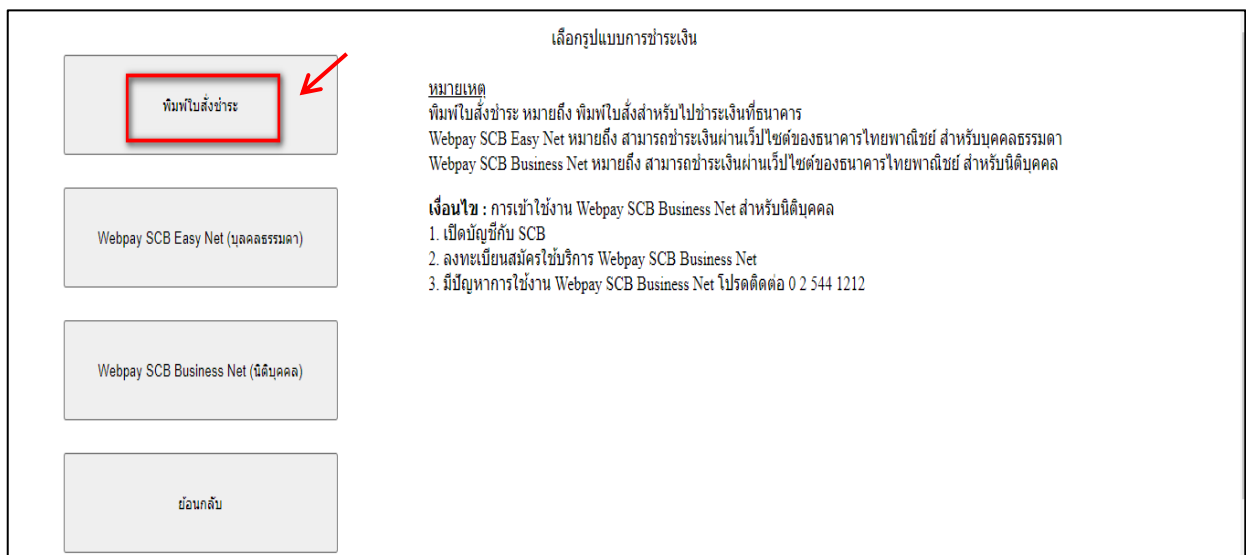 เลือกรูปแบบการชำระเงิน
พิมพ์ใบสั่งชำระ
Webpay SCB Easy Net (บุลคลธรรมดา)
Webpay SCB Business Net (นิติบุคคล)
ย้อนกลับ
หมายเหตุ
พิมพ์ใบสั่งชำระ หมายถึง พิมพ์ใบสั่งสำหรับไปชำระเงินที่ธนาคาร
Webpay SCB Easy Net หมายถึง สามารถชำระเงินผ่านเว็บไซต์ของธนาคารไทยพาณิชย์ สำหรับบุคคลธรรมดา
Webpay SCB Business Net หมายถึง สามารถชำระเงินผ่านเว็บไซต์ของธนาคารไทยพาณิชย์ สำหรับนิติบุคคล
เงื่อนไข : การเข้าใช้งาน Webpay SCB Business Net สำหรับนิติบุคคล
1. เปิดบัญชีกับ SCB
2. ลงทะเบียนสมัครใช้บริการ Webpay SCB Business Net
3. มีปัญหาการใช้งาน Webpay SCB Business Net โปรดติดต่อ 0 2 544 1212